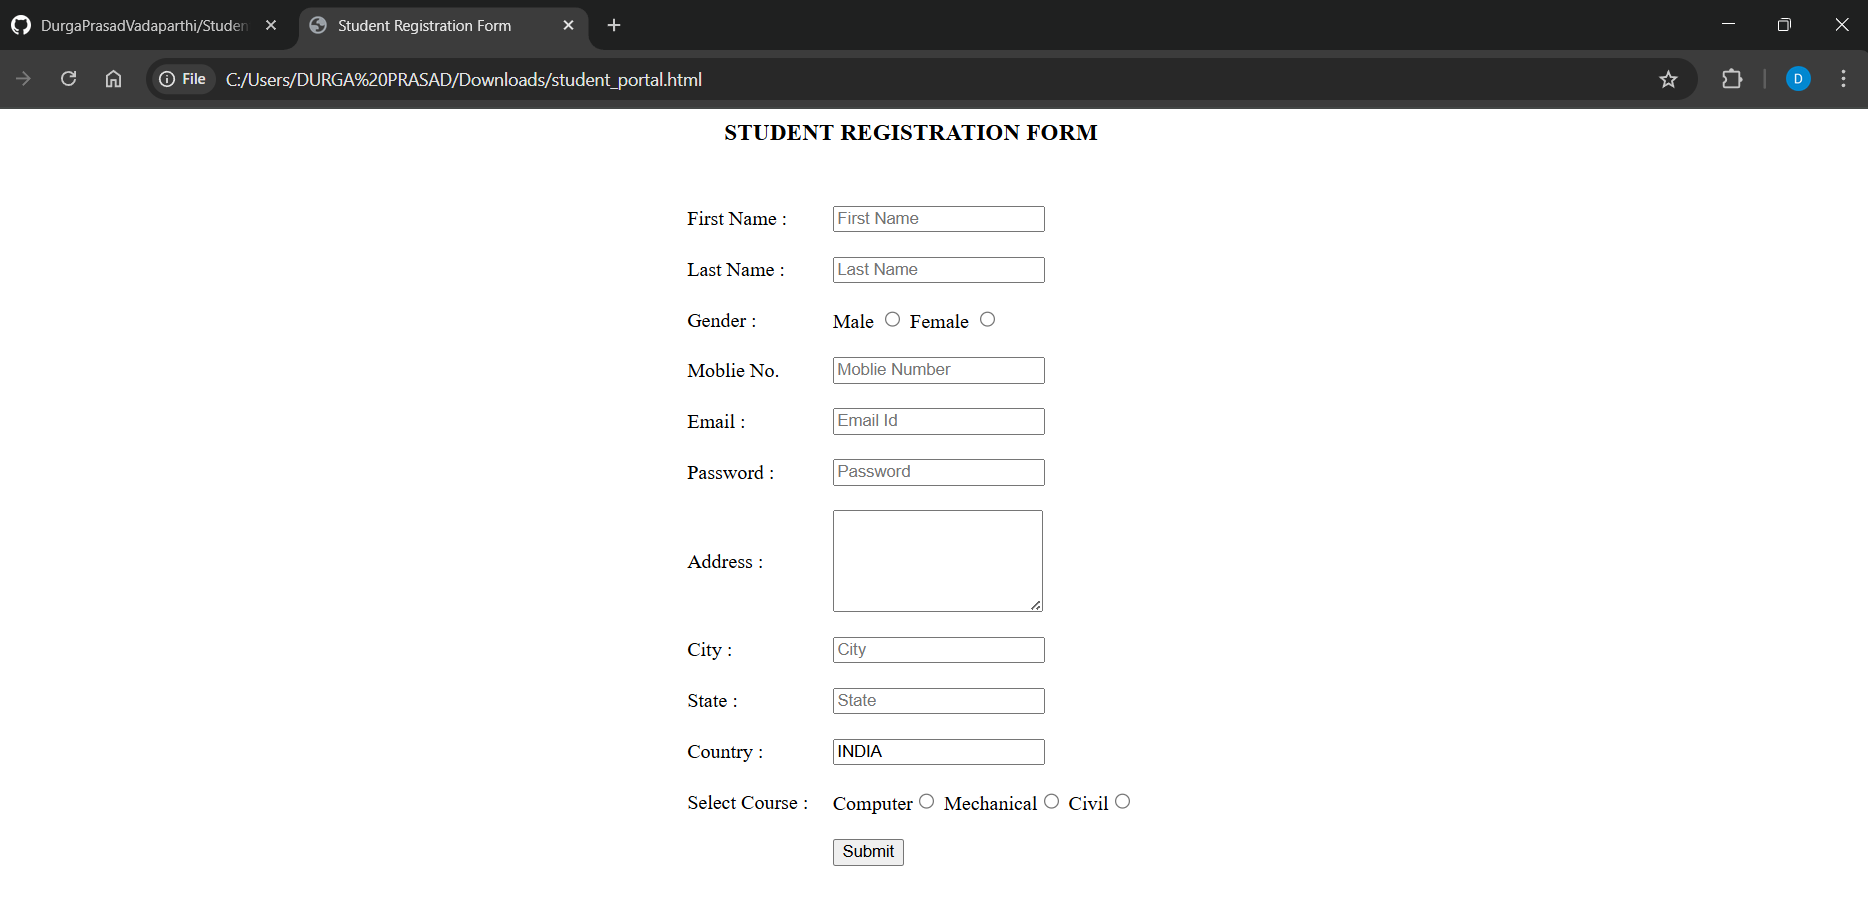 DurgaPrasadVadaparthi/Studen
Student Registration Form
File C:/Users/DURGA%20PRASAD/Downloads/student_portal.html
D
STUDENT REGISTRATION FORM
First Name : First Name
Last Name : Last Name
Gender : Male Female
Moblie No. Moblie Number
Email : Email Id
Password : Password
Address :
City : City
State : State
Country : INDIA
Select Course : Computer Mechanical Civil
Submit